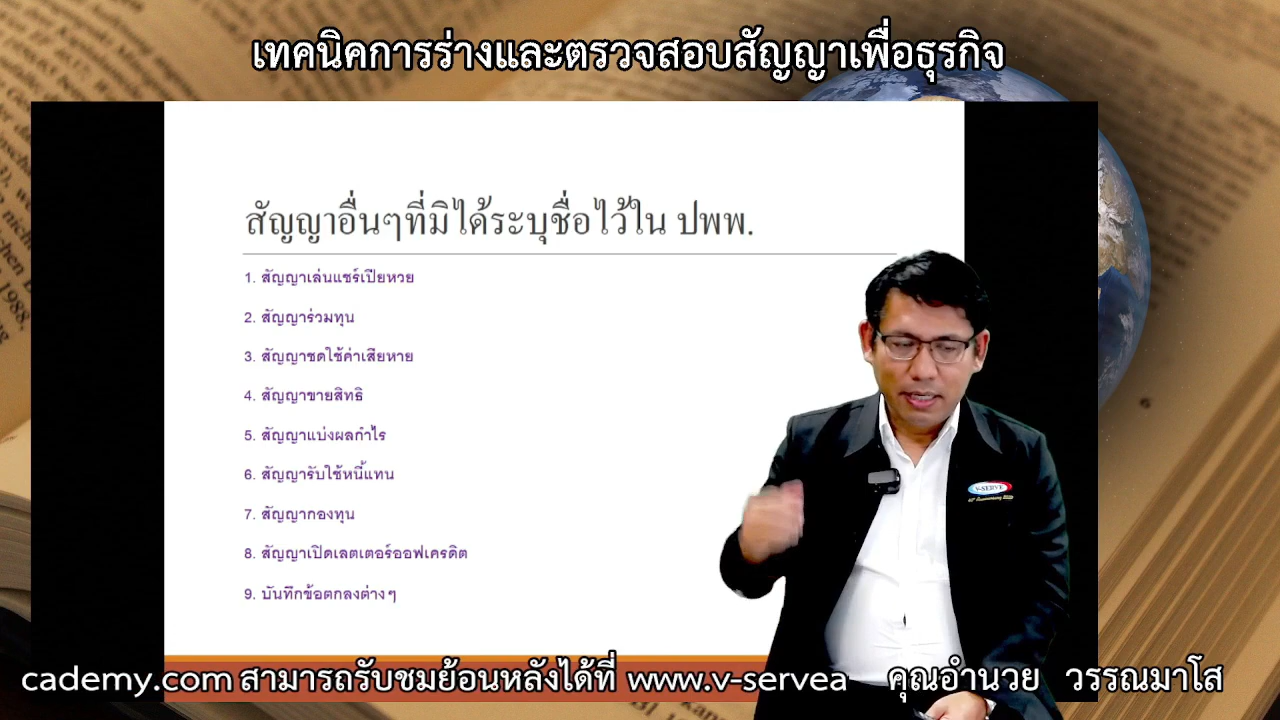 เทคนิคการร่างและตรวจสอบสัญญาเพื่อธุรกิจ
สัญญาอื่นๆที่มิได้ระบุชื่อไว้ใน ปพพ.
1. สัญญาเล่นแชร์เปียหวย
2. สัญญาร่วมทุน
3. สัญญาชดใช้ค่าเสียหาย
4. สัญญาขายสิทธิ
5. สัญญาแบ่งผลกำไร
6. สัญญารับใช้หนี้แทน
7. สัญญากองทุน
8. สัญญาเปิดเลตเตอร์ออฟเครดิต
9. บันทึกข้อตกลงต่างๆ
V-SERVE
cademy.com สามารถรับชมย้อนหลังได้ที่ www.v-servea
คุณอำนวย วรรณมาโส